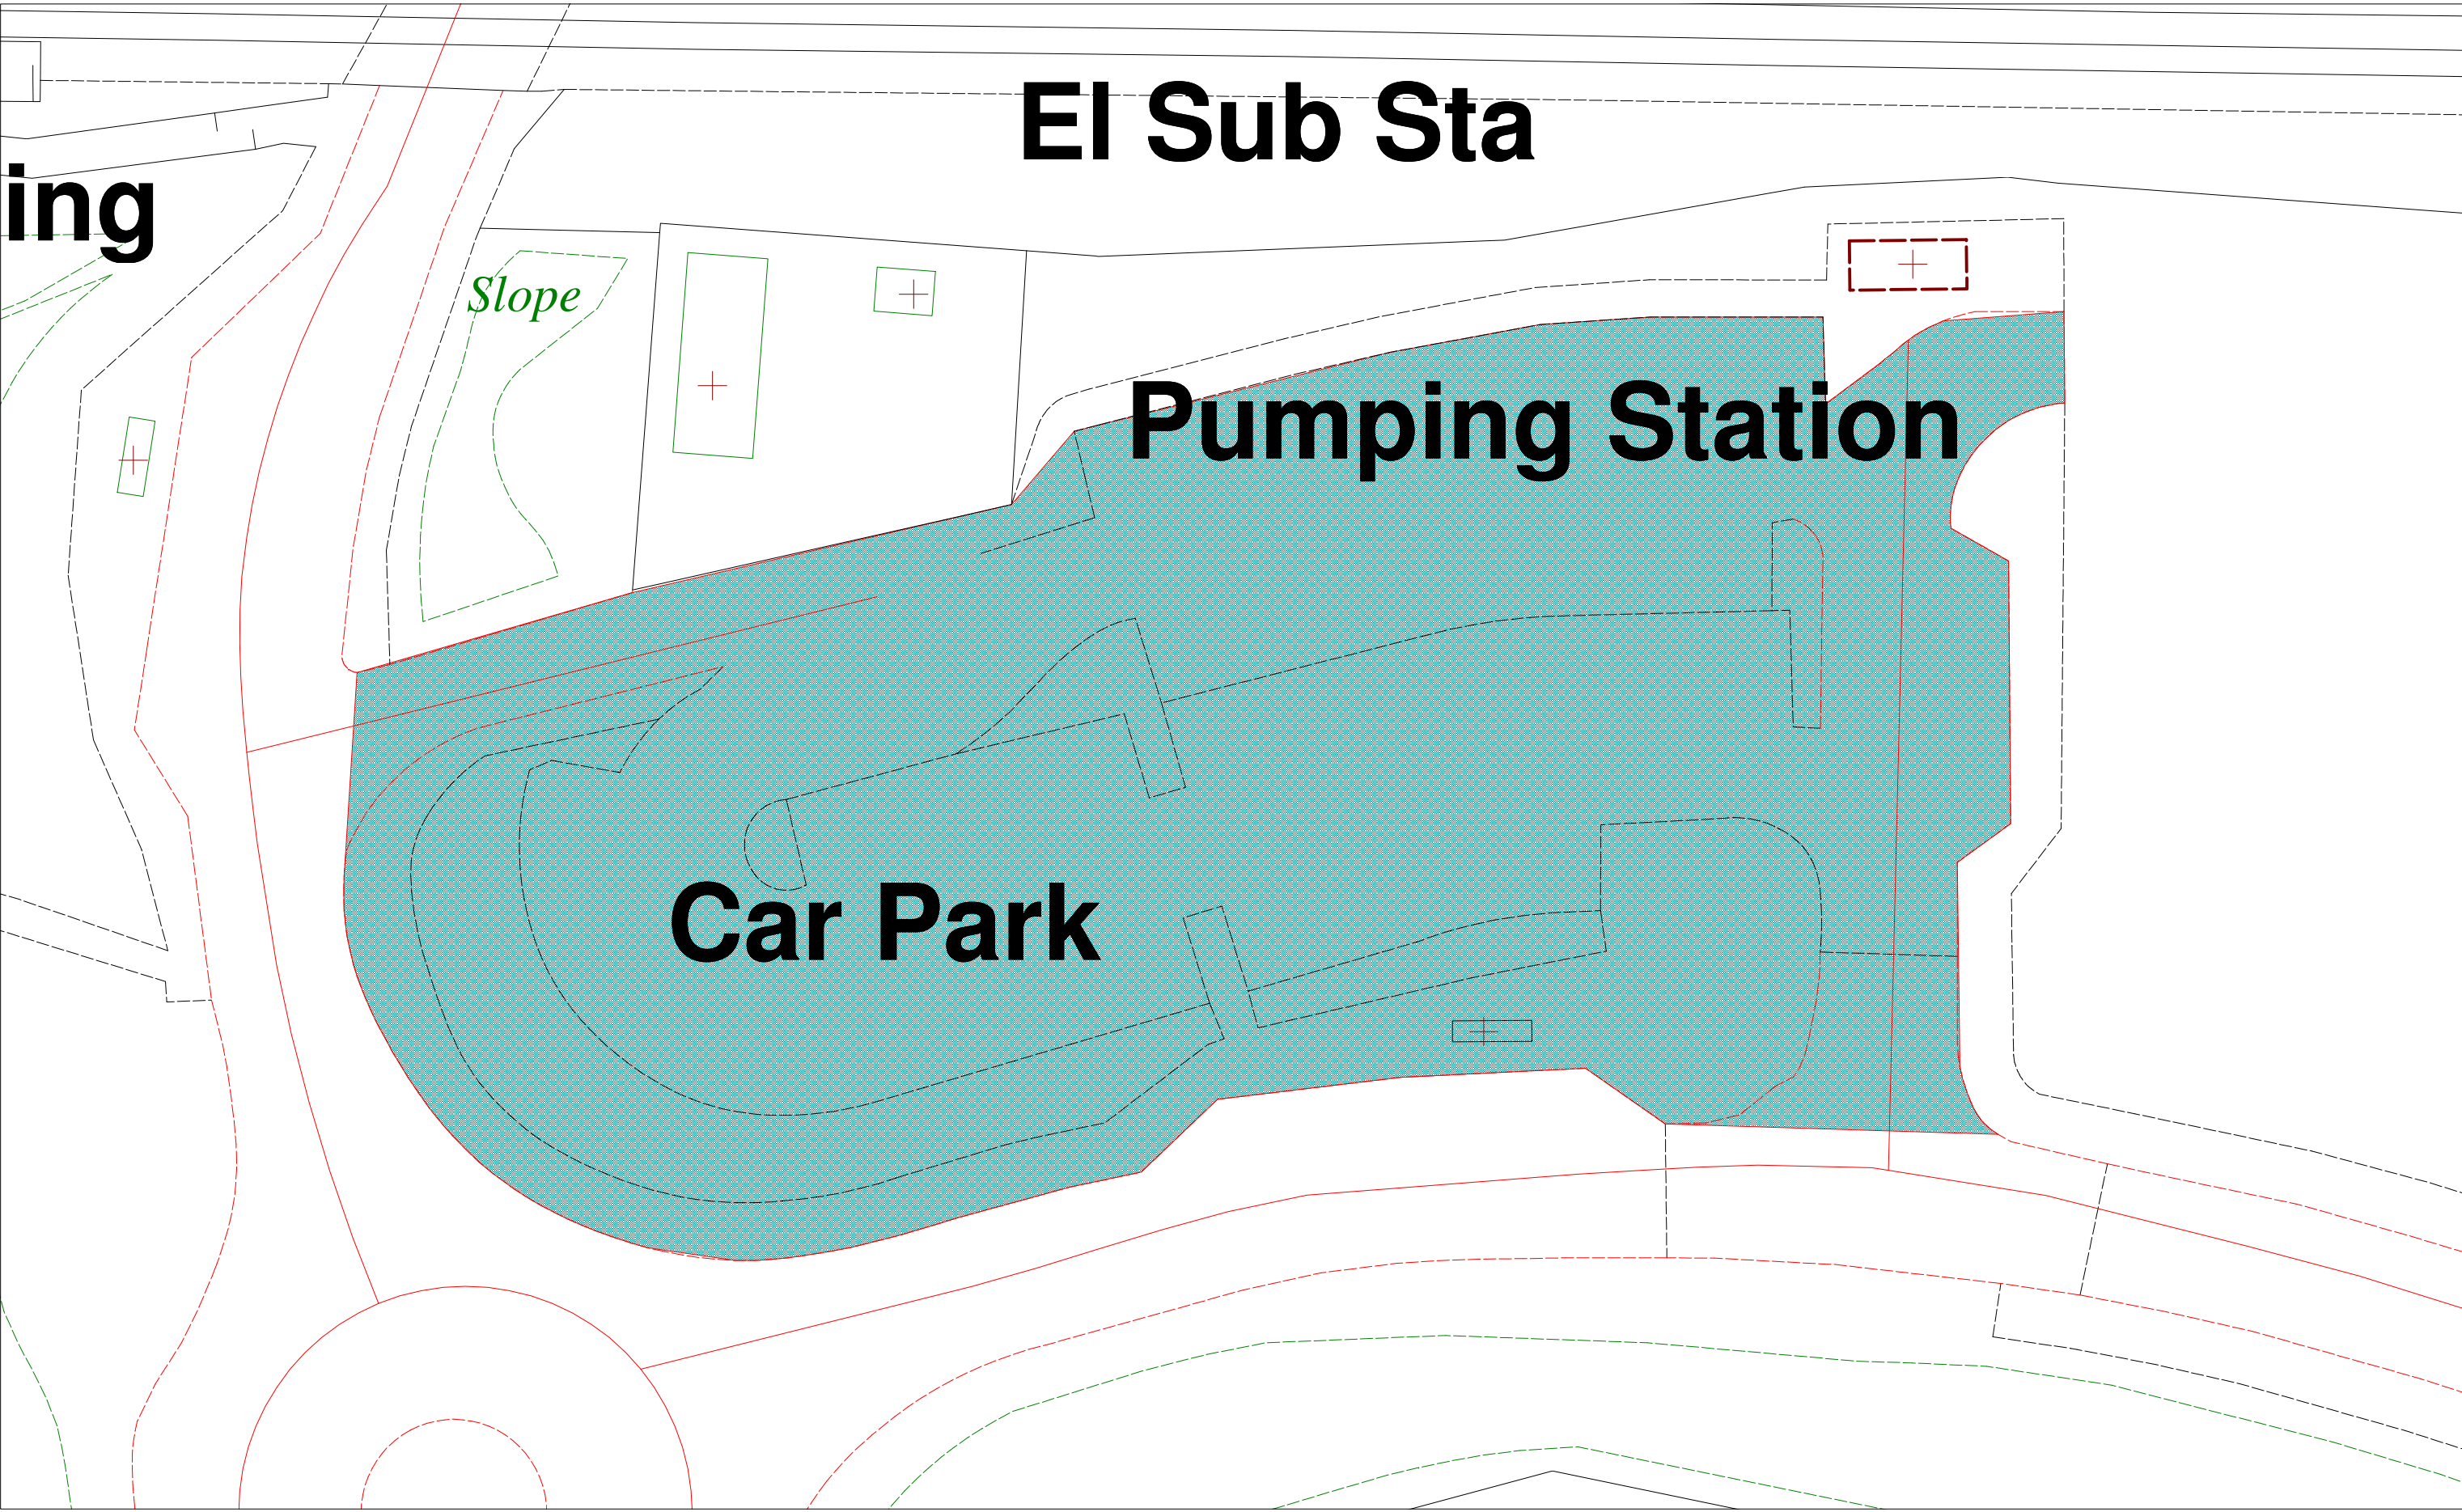 El Sub Sta
ing
Slope
Pumping Station
Car Park